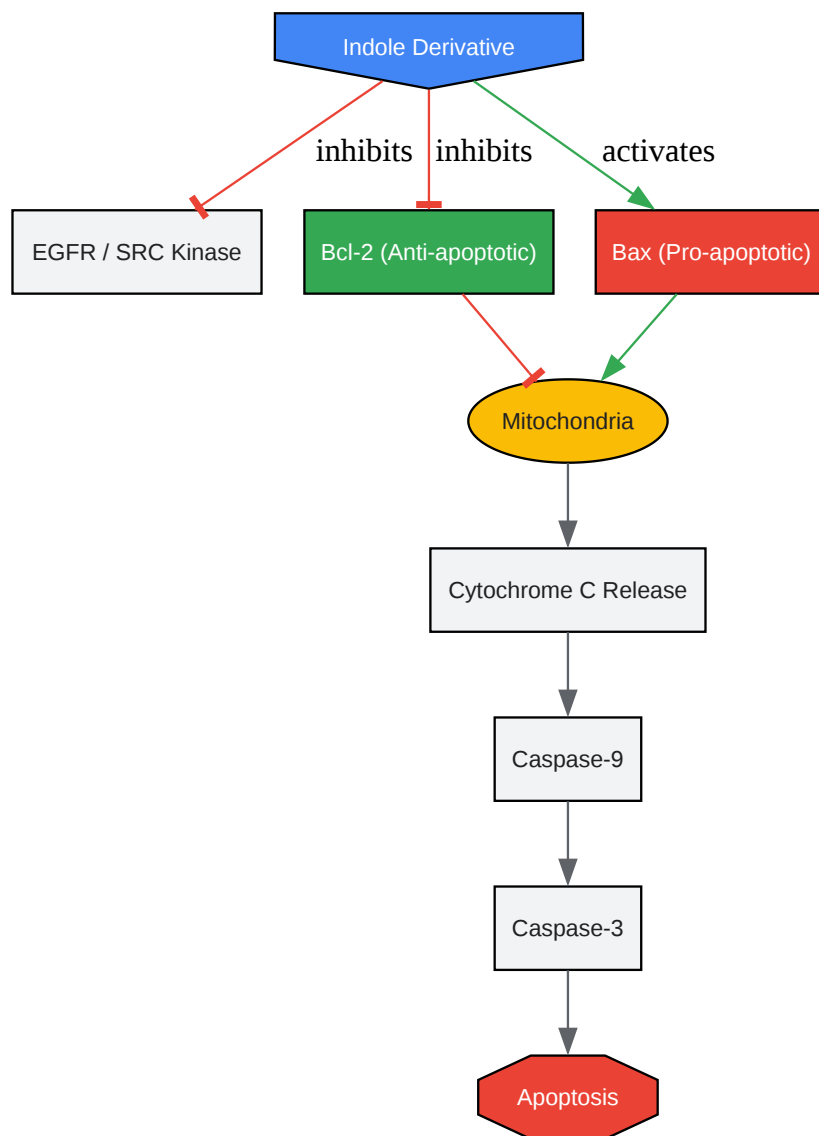 Indole Derivative
inhibits inhibits activates
EGFR / SRC Kinase
Bcl-2 (Anti-apoptotic)
Bax (Pro-apoptotic)
Mitochondria
Cytochrome C Release
Caspase-9
Caspase-3
Apoptosis